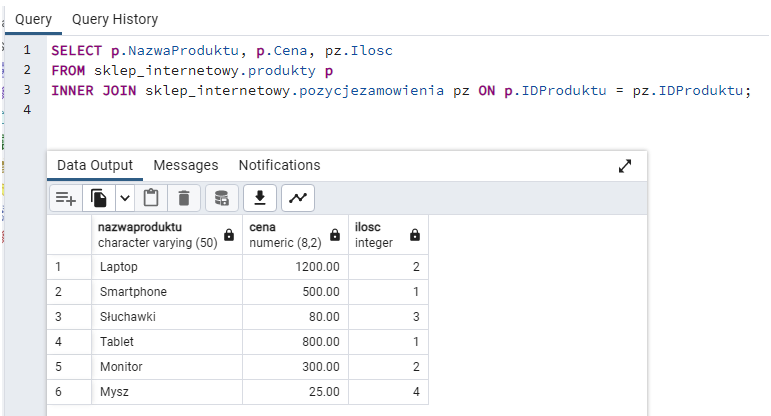 Query Query History
1 SELECT p.NazwaProduktu, p.Cena, pz.Ilosc
2 FROM sklep_internetowy.produkty p
3 INNER JOIN sklep_internetowy.pozycjezamowienia pz ON p.IDProduktu = pz.IDProduktu;
4
Data Output Messages Notifications
nazwaproduktu cena ilosc
character varying (50) numeric (8,2) integer
1 Laptop 1200.00 2
2 Smartphone 500.00 1
3 Słuchawki 80.00 3
4 Tablet 800.00 1
5 Monitor 300.00 2
6 Mysz 25.00 4